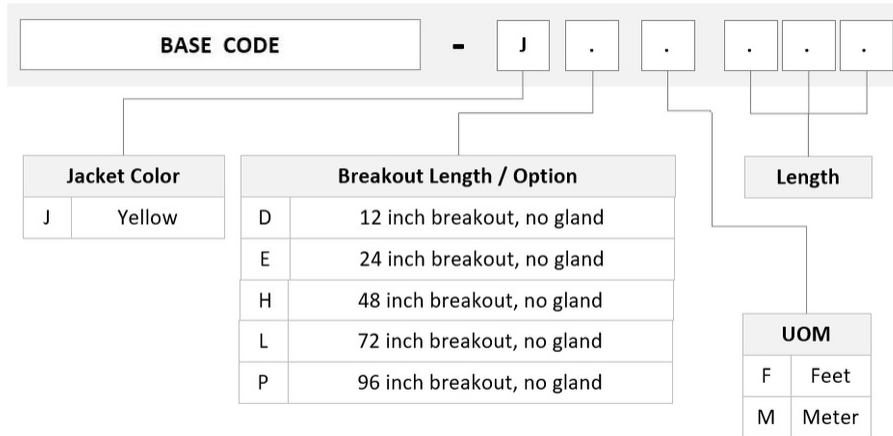 BASE CODE - J . . . . .
Jacket Color
J Yellow
Breakout Length / Option
D 12 inch breakout, no gland
E 24 inch breakout, no gland
H 48 inch breakout, no gland
L 72 inch breakout, no gland
P 96 inch breakout, no gland
Length
UOM
F Feet
M Meter